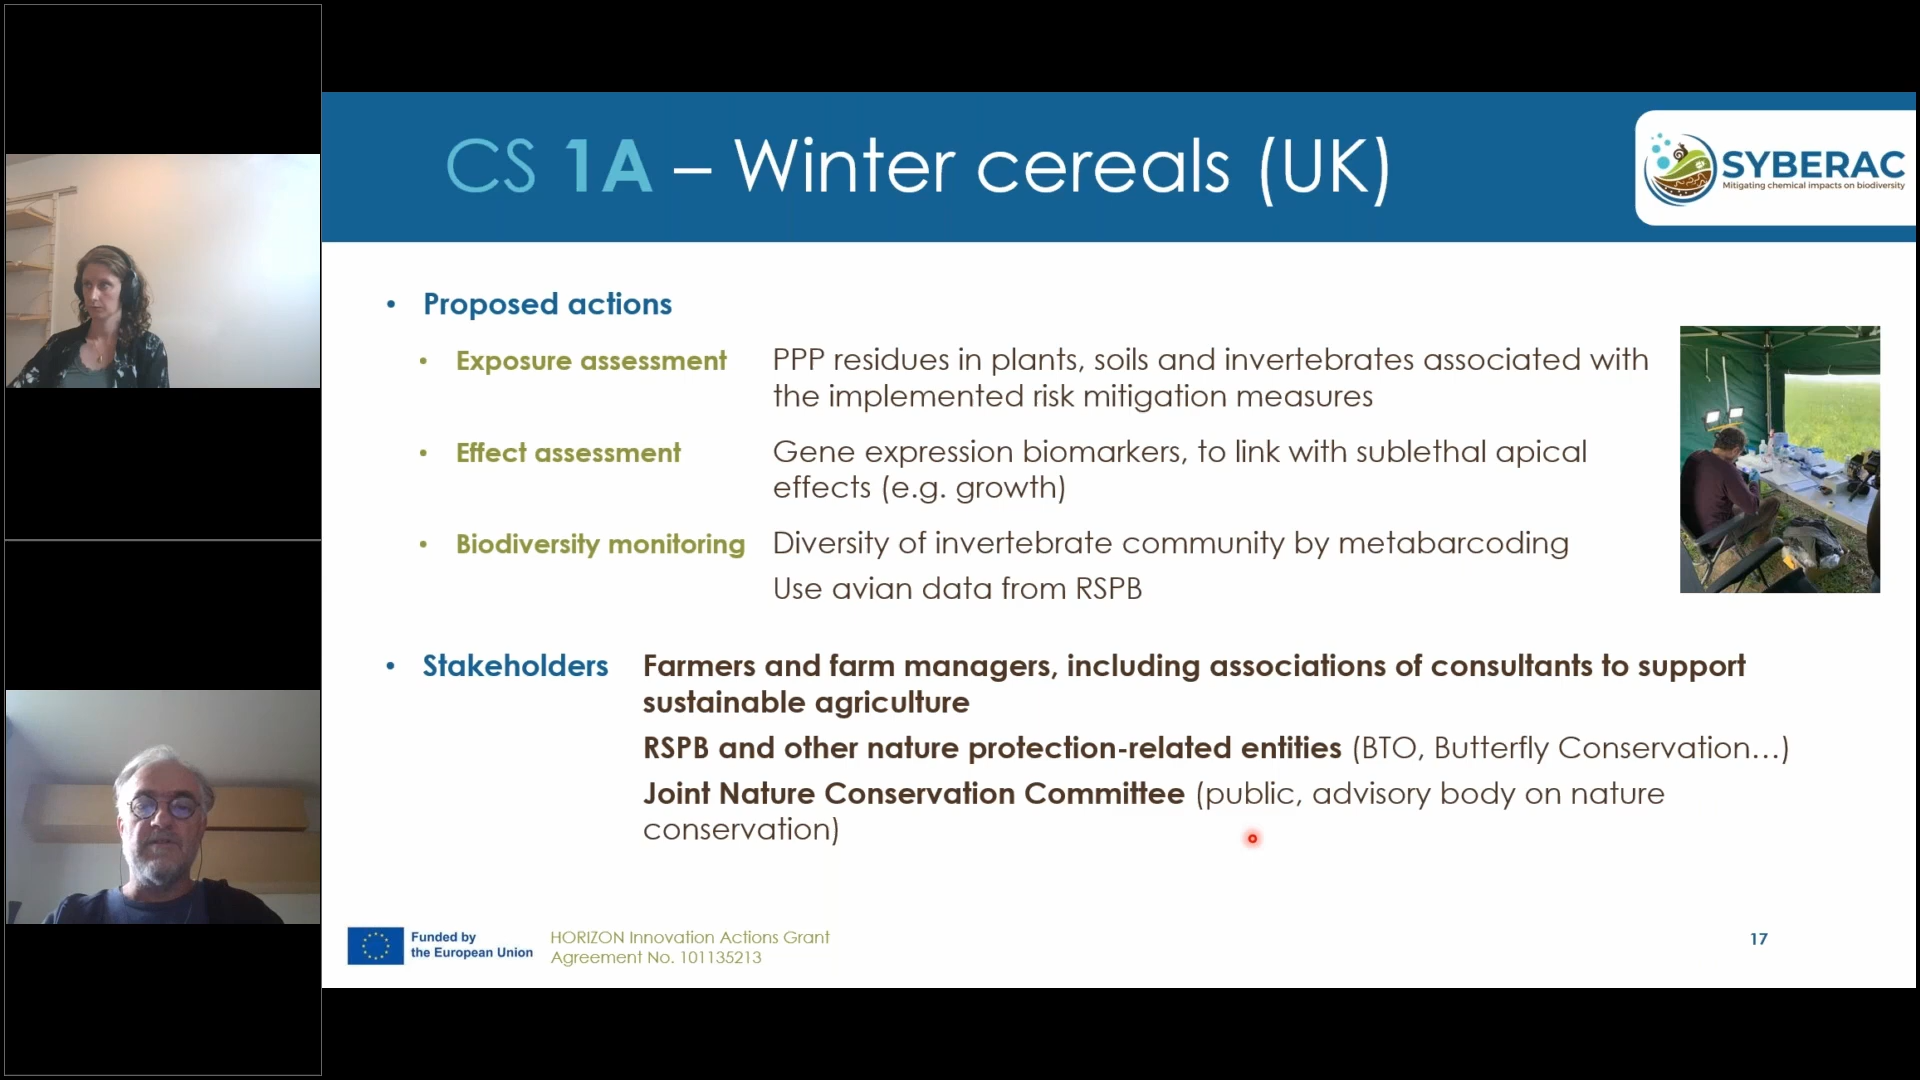 CS 1A – Winter cereals (UK)
SYBERAC
Mitigating chemical impacts on biodiversity
• Proposed actions
• Exposure assessment PPP residues in plants, soils and invertebrates associated with
the implemented risk mitigation measures
• Effect assessment Gene expression biomarkers, to link with sublethal apical
effects (e.g. growth)
• Biodiversity monitoring Diversity of invertebrate community by metabarcoding
Use avian data from RSPB
• Stakeholders Farmers and farm managers, including associations of consultants to support
sustainable agriculture
RSPB and other nature protection-related entities (BTO, Butterfly Conservation…)
Joint Nature Conservation Committee (public, advisory body on nature
conservation)
Funded by
the European Union
HORIZON Innovation Actions Grant
Agreement No. 101135213
17